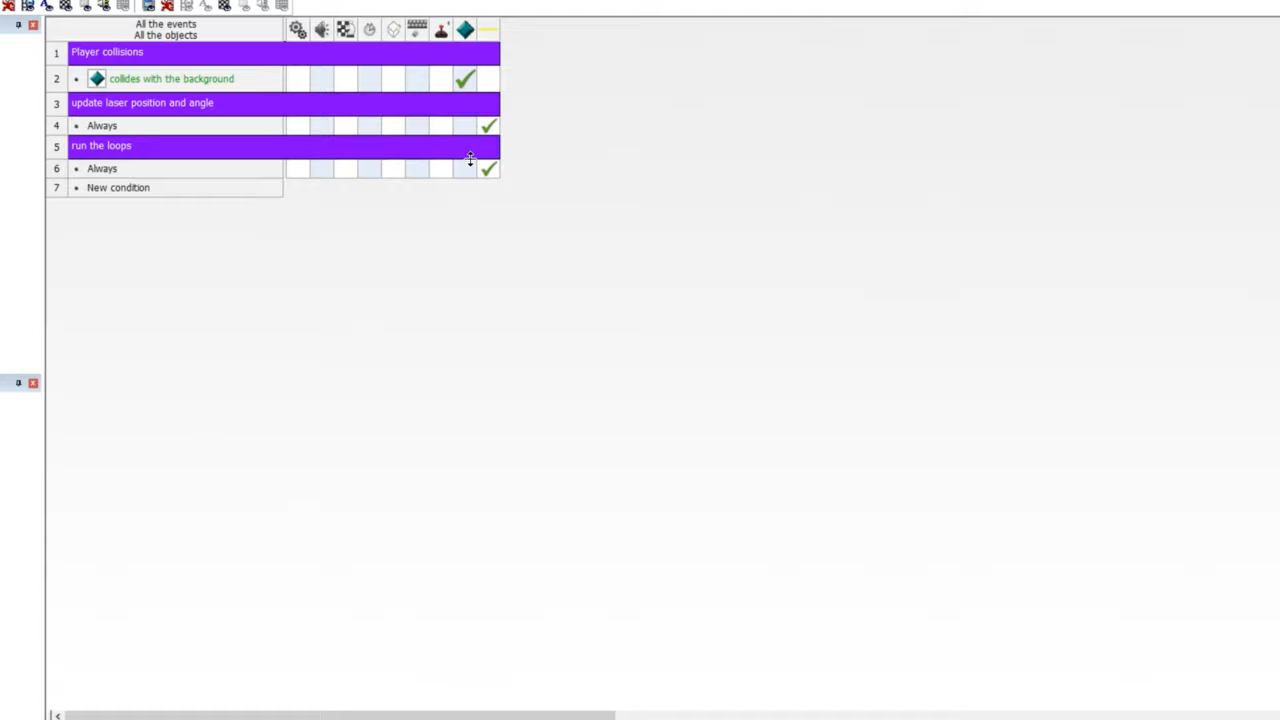 All the events
All the objects
1 Player collisions
2 • collides with the background
3 update laser position and angle
4 • Always
5 run the loops
6 • Always
7 • New condition